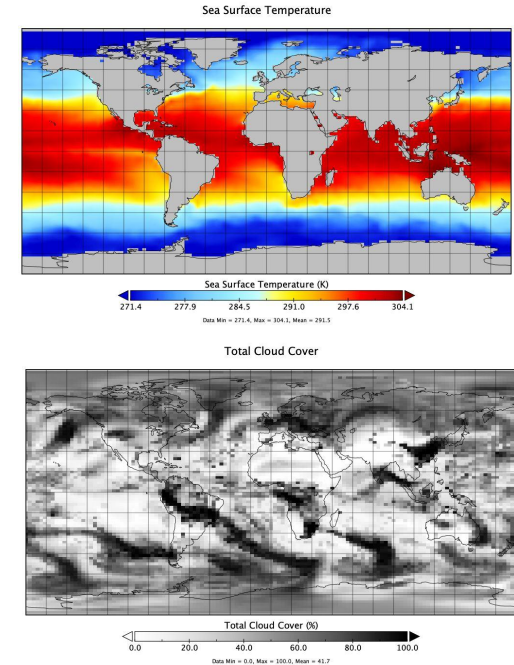 Sea Surface Temperature
Sea Surface Temperature (K)
271.4 277.9 284.5 291.0 297.6 304.1
Data Min = 271.4, Max = 304.1, Mean = 291.5
Total Cloud Cover
Total Cloud Cover (%)
0.0 20.0 40.0 60.0 80.0 100.0
Data Min = 0.0, Max = 100.0, Mean = 41.7